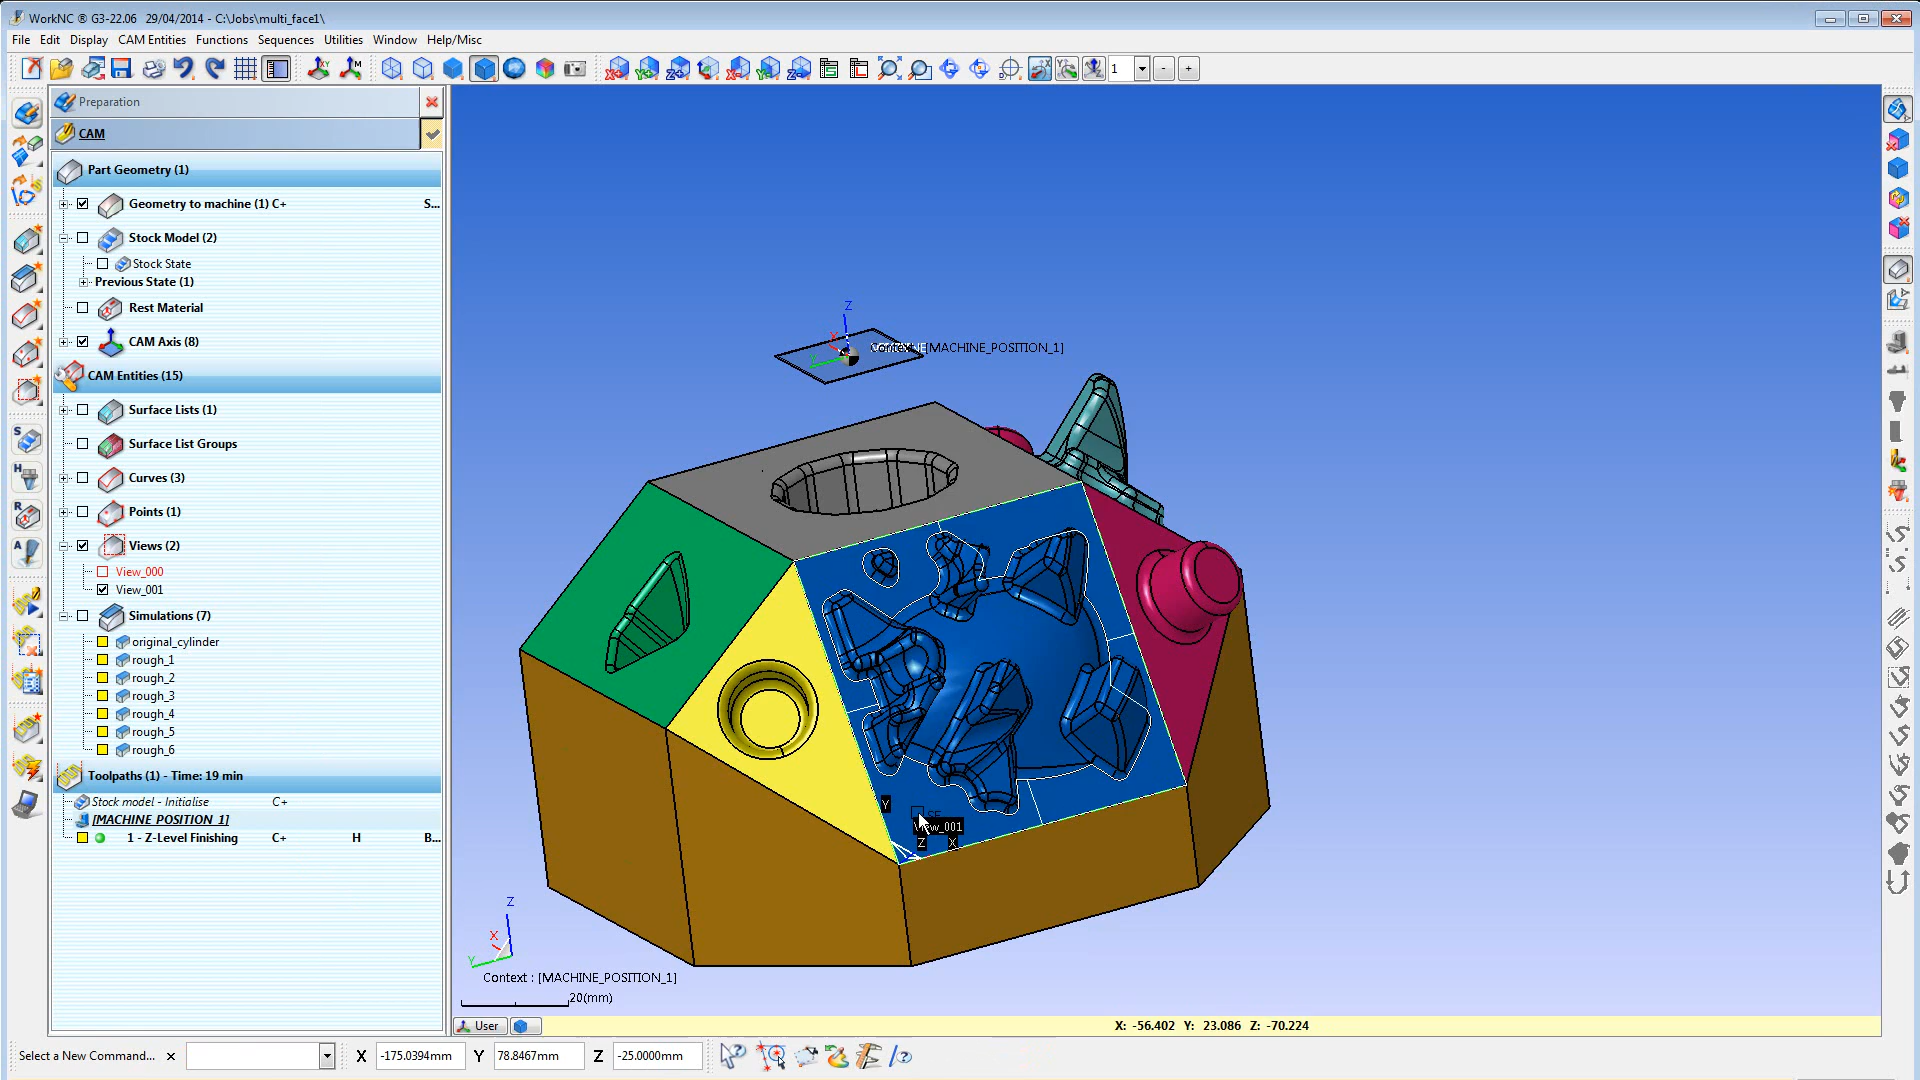 WorkNC ® G3-22.06 29/04/2014 - C:\Jobs\multi_face1\
File Edit Display CAM Entities Functions Sequences Utilities Window Help/Misc
1
Preparation
CAM
Part Geometry (1)
Geometry to machine (1) C+ S...
Stock Model (2)
Stock State
Previous State (1)
Rest Material
CAM Axis (8)
CAM Entities (15)
Surface Lists (1)
Surface List Groups
Curves (3)
Points (1)
Views (2)
View_000
View_001
Simulations (7)
original_cylinder
rough_1
rough_2
rough_3
rough_4
rough_5
rough_6
Toolpaths (1) - Time: 19 min
Stock model - Initialise C+
[MACHINE POSITION 1]
1 - Z-Level Finishing C+ H B...
Z
X
Y
[MACHINE_POSITION_1]
Y
View_001
Z X
Z
X
Y
Context : [MACHINE_POSITION_1]
20(mm)
User
X: -56.402 Y: 23.086 Z: -70.224
Select a New Command... X -175.0394mm Y 78.8467mm Z -25.0000mm